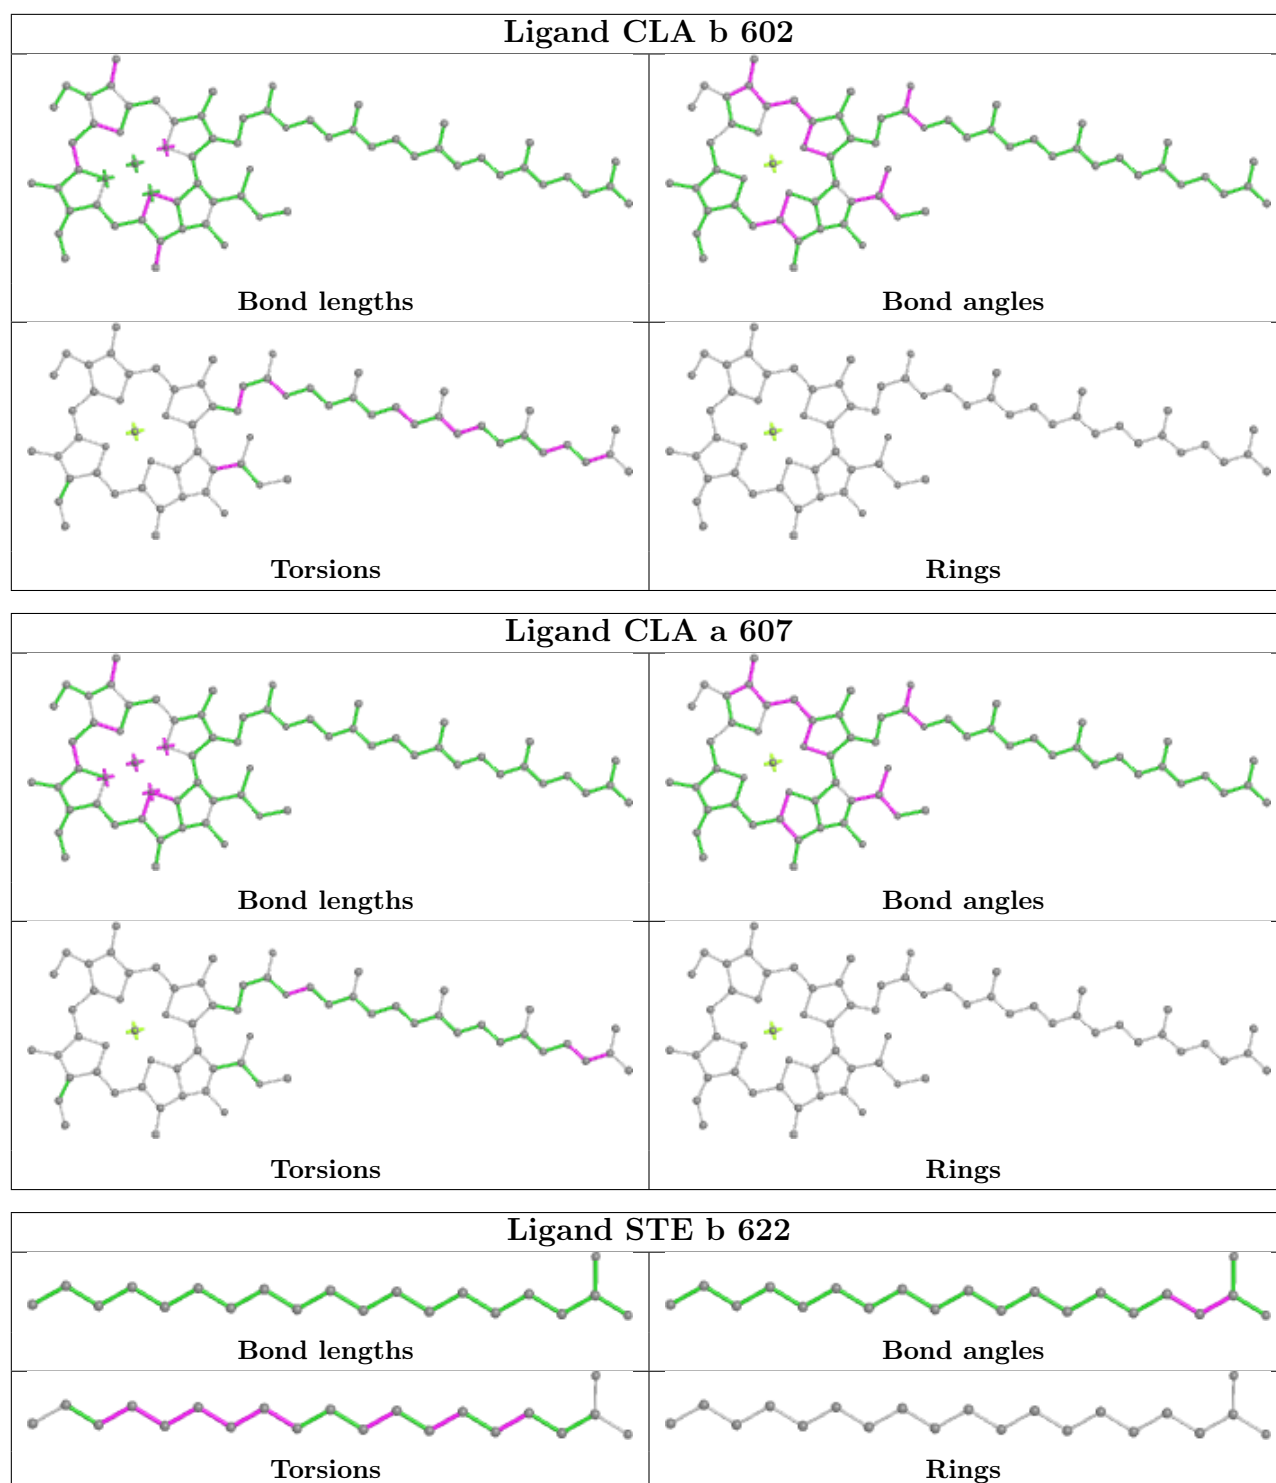 Ligand CLA b 602
Bond lengths
Bond angles
Torsions
Rings
Ligand CLA a 607
Bond lengths
Bond angles
Torsions
Rings
Ligand STE b 622
Bond lengths
Bond angles
Torsions
Rings